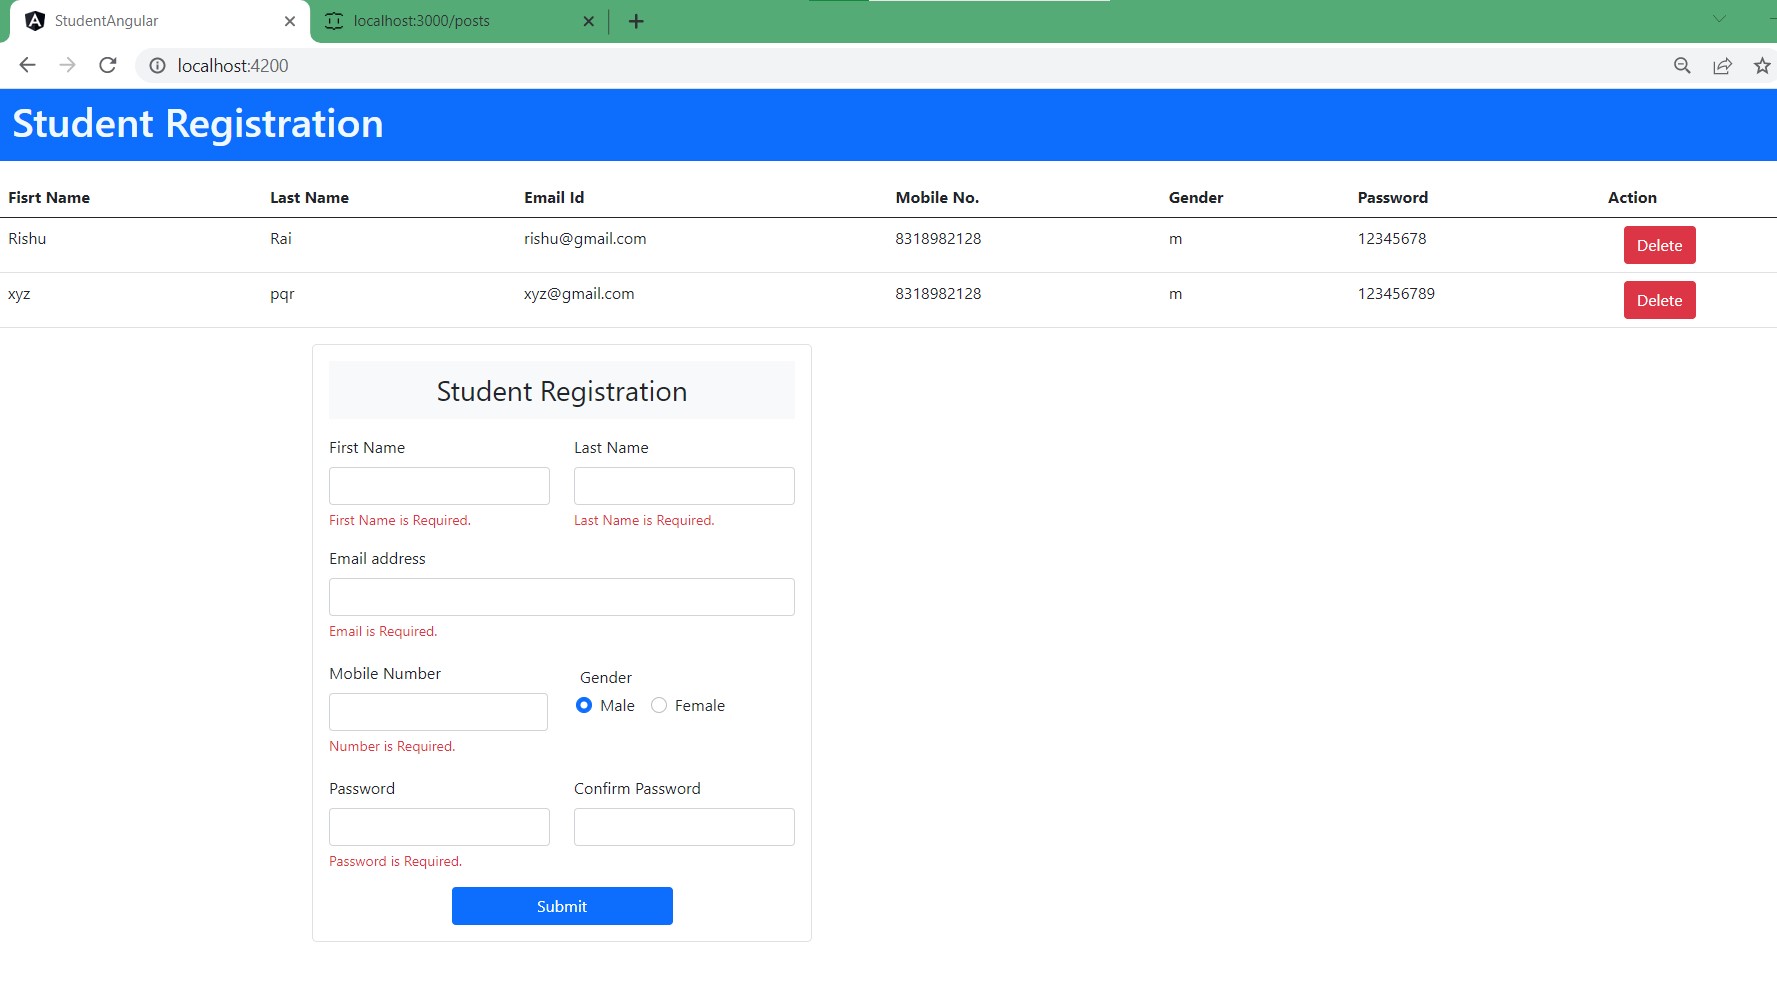 StudentAngular
localhost:3000/posts
localhost:4200
Student Registration
Fisrt Name Last Name Email Id Mobile No. Gender Password Action
Rishu Rai rishu@gmail.com 8318982128 m 12345678 Delete
xyz pqr xyz@gmail.com 8318982128 m 123456789 Delete
Student Registration
First Name Last Name
First Name is Required. Last Name is Required.
Email address
Email is Required.
Mobile Number Gender
Male Female
Number is Required.
Password Confirm Password
Password is Required.
Submit